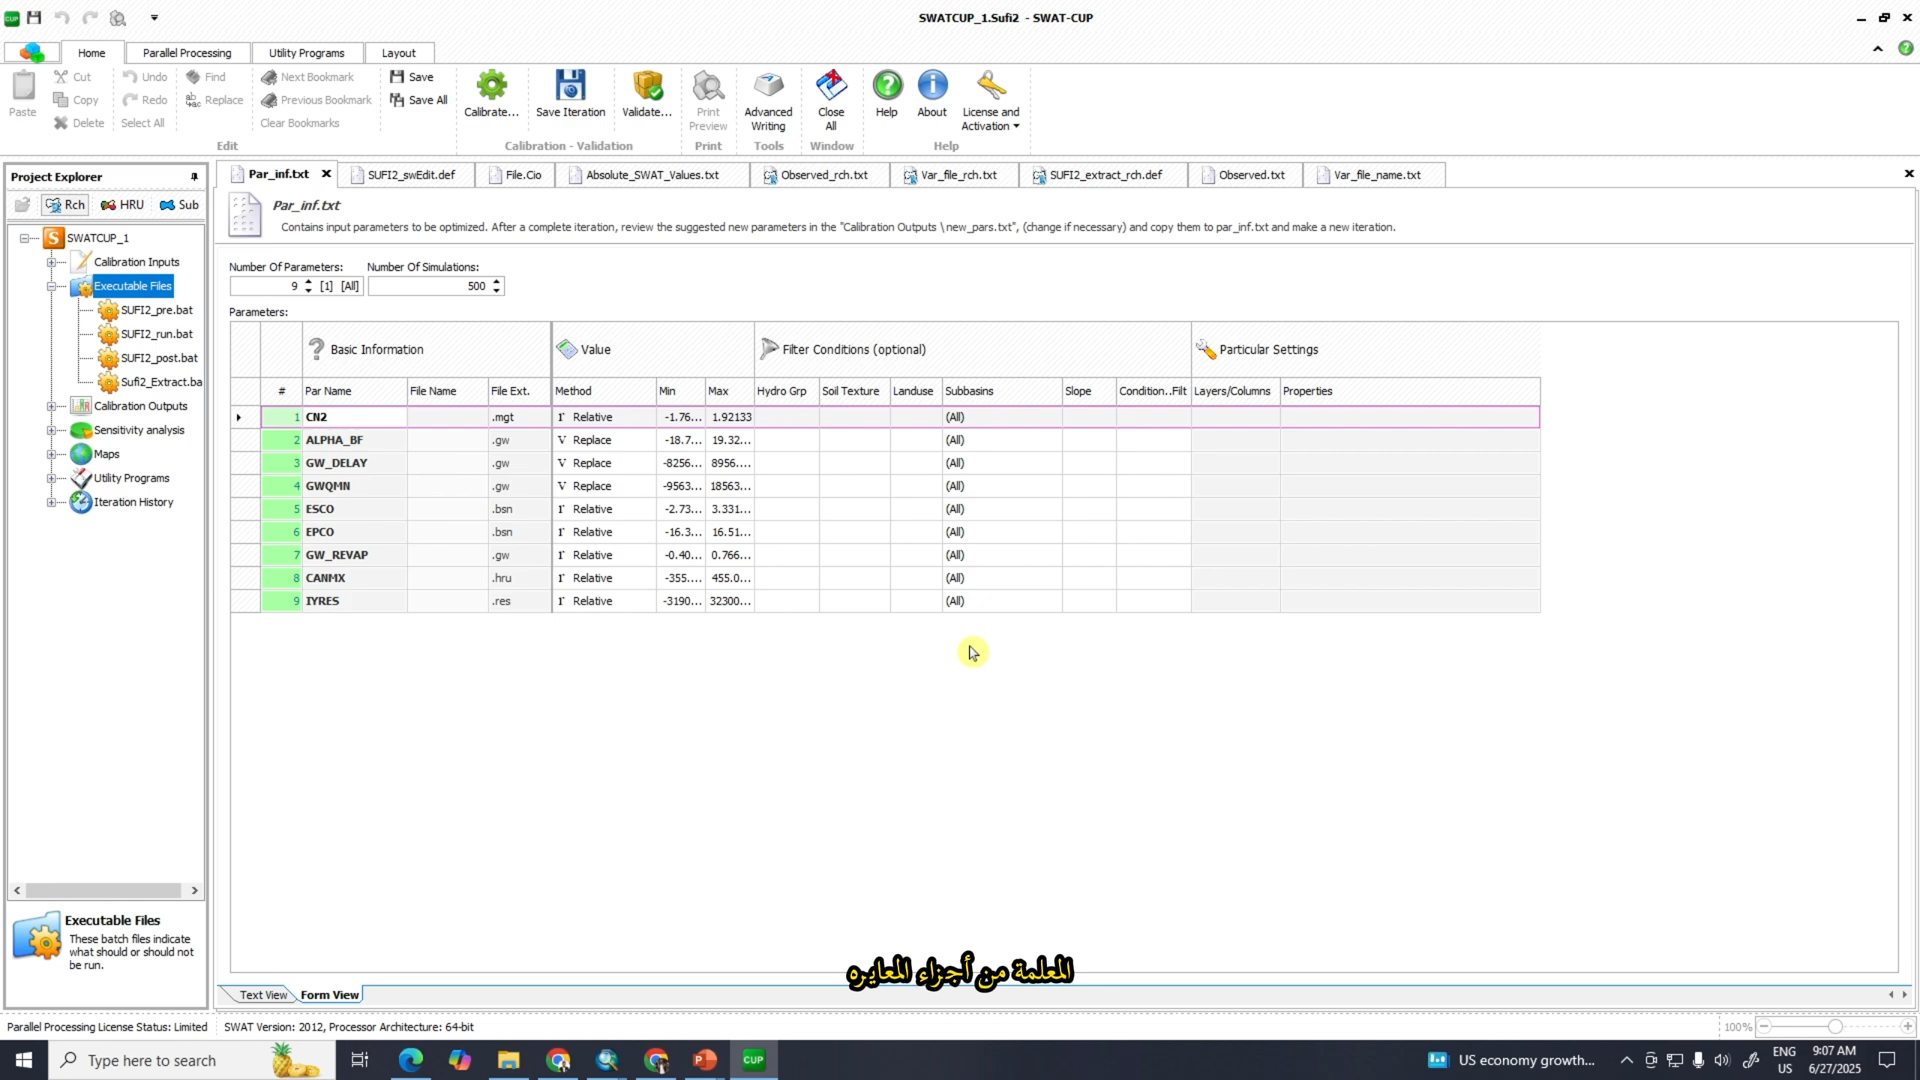 SWATCUP_1.Sufi2 - SWAT-CUP
Home
Parallel Processing
Utility Programs
Layout
Paste
Cut
Copy
Delete
Undo
Redo
Select All
Find
Replace
Next Bookmark
Previous Bookmark
Clear Bookmarks
Edit
Save
Save All
Calibrate...
Save Iteration
Validate...
Calibration - Validation
Print
Preview
Print
Advanced
Writing
Tools
Close
All
Window
Help
About
License and
Activation
Help
Project Explorer
Rch
HRU
Sub
SWATCUP_1
Calibration Inputs
Executable Files
SUFI2_pre.bat
SUFI2_run.bat
SUFI2_post.bat
Sufi2_Extract.ba
Calibration Outputs
Sensitivity analysis
Maps
Utility Programs
Iteration History
Executable Files
These batch files indicate
what should or should not
be run.
Par_inf.txt
SUFI2_swEdit.def
File.Cio
Absolute_SWAT_Values.txt
Observed_rch.txt
Var_file_rch.txt
SUFI2_extract_rch.def
Observed.txt
Var_file_name.txt
Par_inf.txt
Contains input parameters to be optimized. After a complete iteration, review the suggested new parameters in the "Calibration Outputs \new_pars.txt", (change if necessary) and copy them to par_inf.txt and make a new iteration.
Number Of Parameters: Number Of Simulations:
9 [1] [All] 500
Parameters:
Basic Information Value Filter Conditions (optional) Particular Settings
# Par Name File Name File Ext. Method Min Max Hydro Grp Soil Texture Landuse Subbasins Slope Condition..Filt Layers/Columns Properties
1 CN2 .mgt r Relative -1.76... 1.92133 (All)
2 ALPHA_BF .gw V Replace -18.7... 19.32... (All)
3 GW_DELAY .gw V Replace -8256... 8956.... (All)
4 GWQMN .gw V Replace -9563... 18563... (All)
5 ESCO .bsn r Relative -2.73... 3.331... (All)
6 EPCO .bsn r Relative -16.3... 16.51... (All)
7 GW_REVAP .gw r Relative -0.40... 0.766... (All)
8 CANMX .hru r Relative -355.... 455.0... (All)
9 IYRES .res r Relative -3190... 32300... (All)
المعلمة من أجزاء المعايره
Text View Form View
Parallel Processing License Status: Limited SWAT Version: 2012, Processor Architecture: 64-bit
100%
Type here to search
CUP
US economy growth...
ENG
US
9:07 AM
6/27/2025